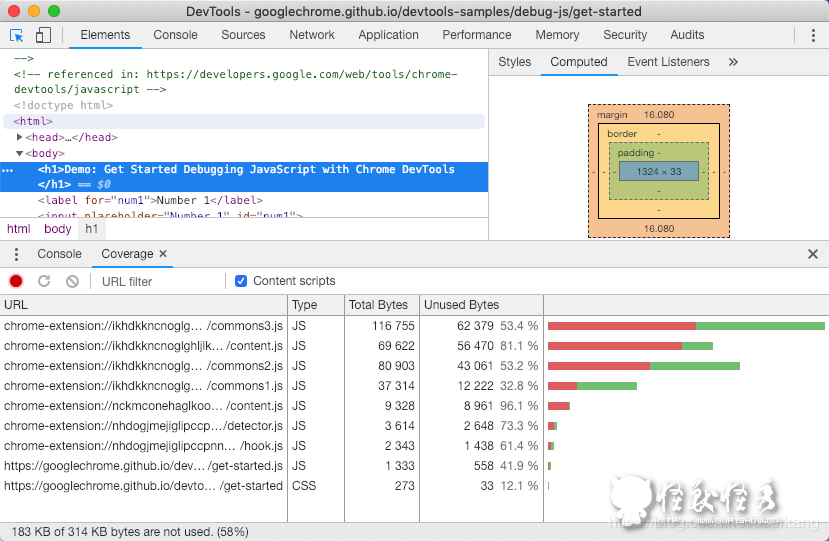 DevTools - googlechrome.github.io/devtools-samples/debug-js/get-started
Elements Console Sources Network Application Performance Memory Security Audits
-->
<!-- referenced in: https://developers.google.com/web/tools/chrome-
devtools/javascript -->
<!doctype html>
<html>
<head>…</head>
<body>
<h1>Demo: Get Started Debugging JavaScript with Chrome DevTools
</h1> == $0
<label for="num1">Number 1</label>
<input placeholder="Number 1" id="num1">
html body h1
Styles Computed Event Listeners »
margin 16.080
border -
padding -
- - - 1324 × 33 - - -
-
-
16.080
Console Coverage ×
URL filter Content scripts
URL Type Total Bytes Unused Bytes
chrome-extension://ikhdkkncnoglg… /commons3.js JS 116 755 62 379 53.4 %
chrome-extension://ikhdkkncnoglghljlk… /content.js JS 69 622 56 470 81.1 %
chrome-extension://ikhdkkncnoglg… /commons2.js JS 80 903 43 061 53.2 %
chrome-extension://ikhdkkncnoglg… /commons1.js JS 37 314 12 222 32.8 %
chrome-extension://nckmconehaglkoo… /content.js JS 9 328 8 961 96.1 %
chrome-extension://nhdogjmejiglipccp… /detector.js JS 3 614 2 648 73.3 %
chrome-extension://nhdogjmejiglipccpnn… /hook.js JS 2 343 1 438 61.4 %
https://googlechrome.github.io/dev… /get-started.js JS 1 333 558 41.9 %
https://googlechrome.github.io/devto… /get-started CSS 273 33 12.1 %
183 KB of 314 KB bytes are not used. (58%)